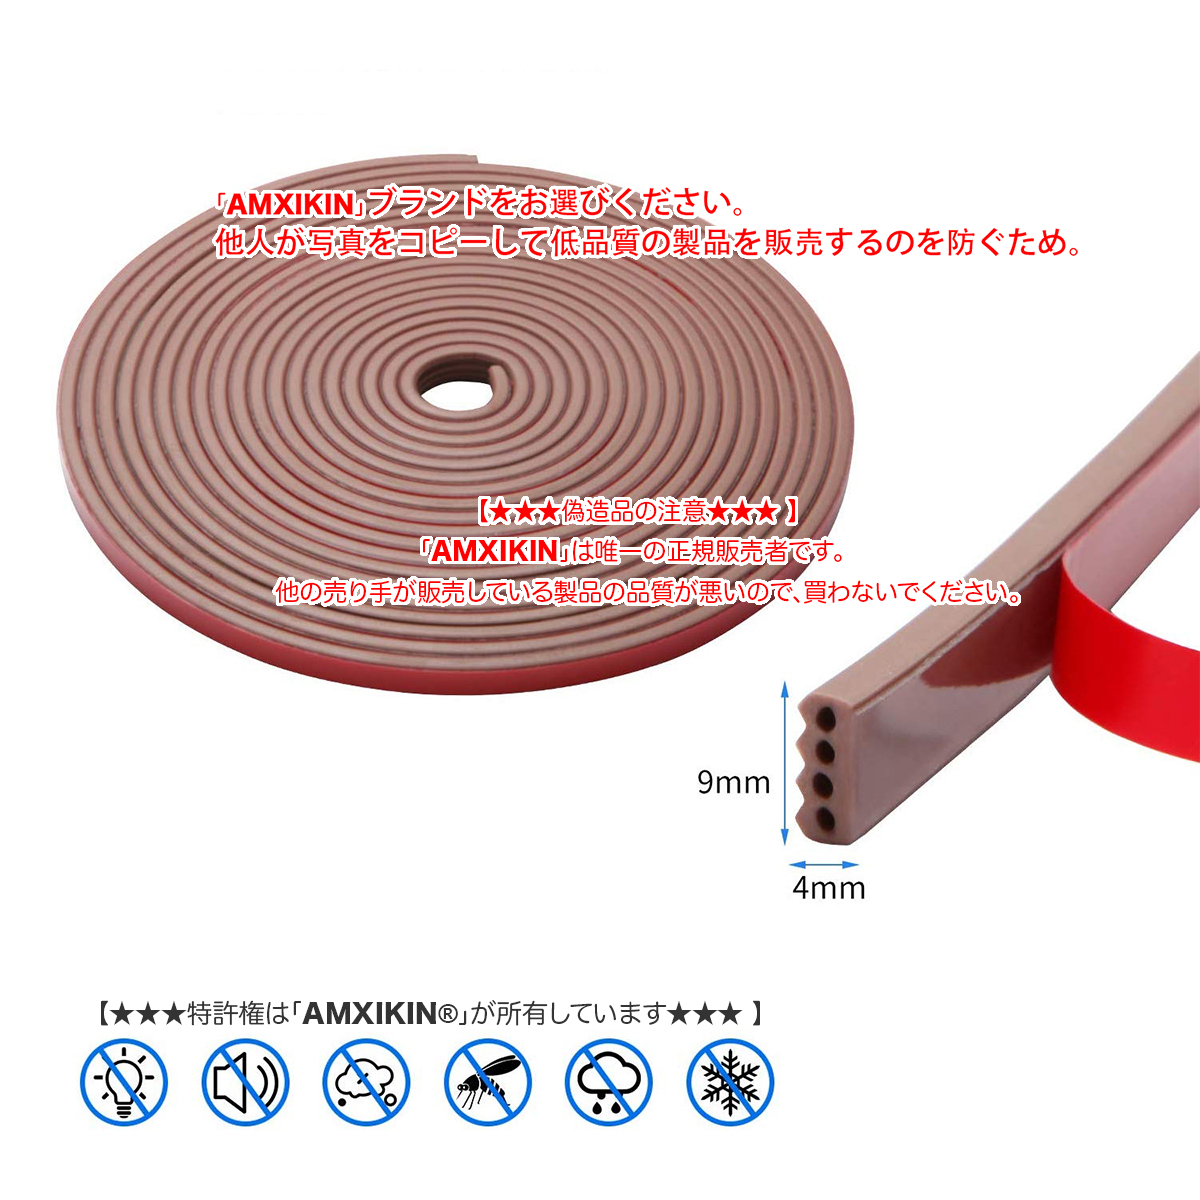 「AMXIKIN」ブランドをお選びください。
他人が写真をコピーして低品質の製品を販売するのを防ぐため。
【★★★偽造品の注意★★★ 】
「AMXIKIN」は唯一の正規販売者です。
他の売り手が販売している製品の品質が悪いので、買わないでください。
9mm
4mm
【★★★特許権は「AMXIKIN®」が所有しています★★★ 】